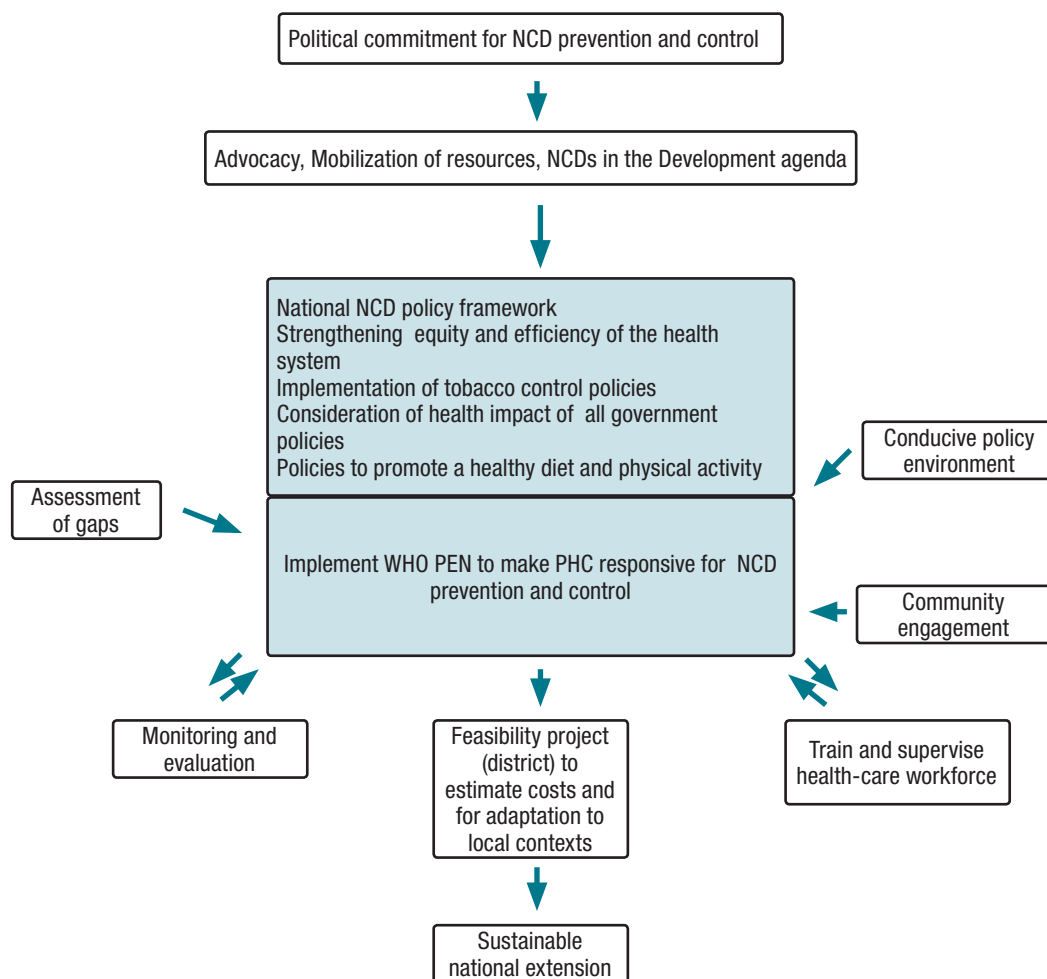 Political commitment for NCD prevention and control
Advocacy, Mobilization of resources, NCDs in the Development agenda
National NCD policy framework
Strengthening equity and efficiency of the health
system
Implementation of tobacco control policies
Consideration of health impact of all government
policies
Policies to promote a healthy diet and physical activity
Conducive policy
environment
Assessment
of gaps
Implement WHO PEN to make PHC responsive for NCD
prevention and control
Community
engagement
Monitoring and
evaluation
Feasibility project
(district) to
estimate costs and
for adaptation to
local contexts
Train and supervise
health-care workforce
Sustainable
national extension